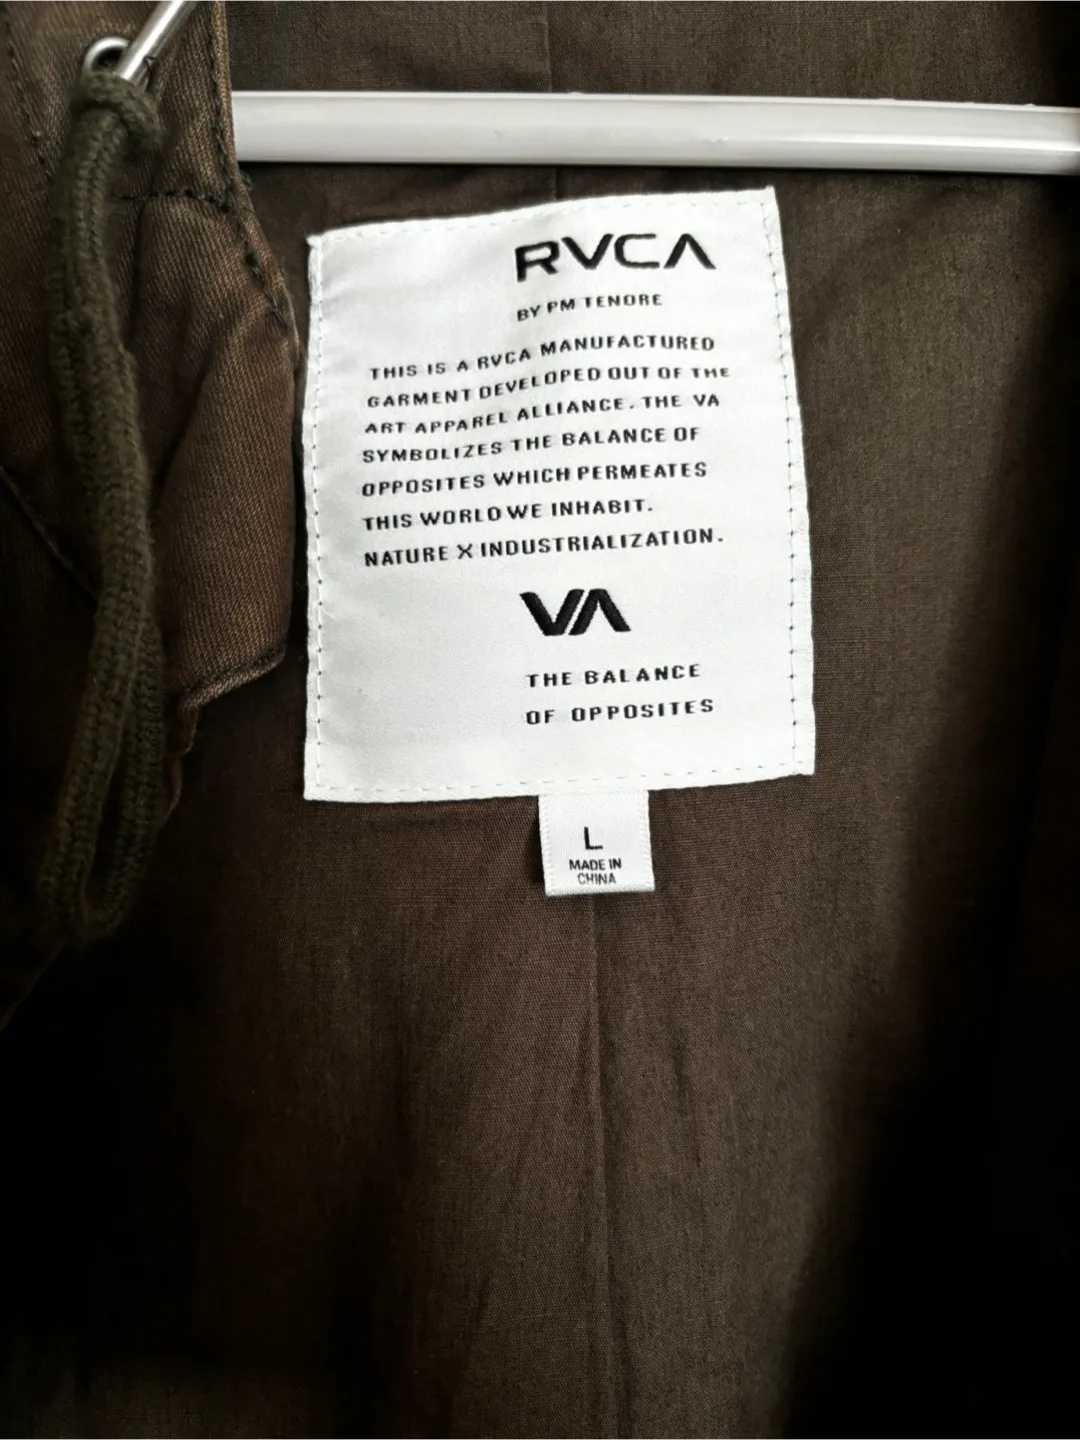 RVCA
BY PM TENORE
THIS IS A RVCA MANUFACTURED
GARMENT DEVELOPED OUT OF THE
ART APPAREL ALLIANCE. THE VA
SYMBOLIZES THE BALANCE OF
OPPOSITES WHICH PERMEATES
THIS WORLD WE INHABIT.
NATURE X INDUSTRIALIZATION.
VA
THE BALANCE
OF OPPOSITES
L
MADE IN
CHINA